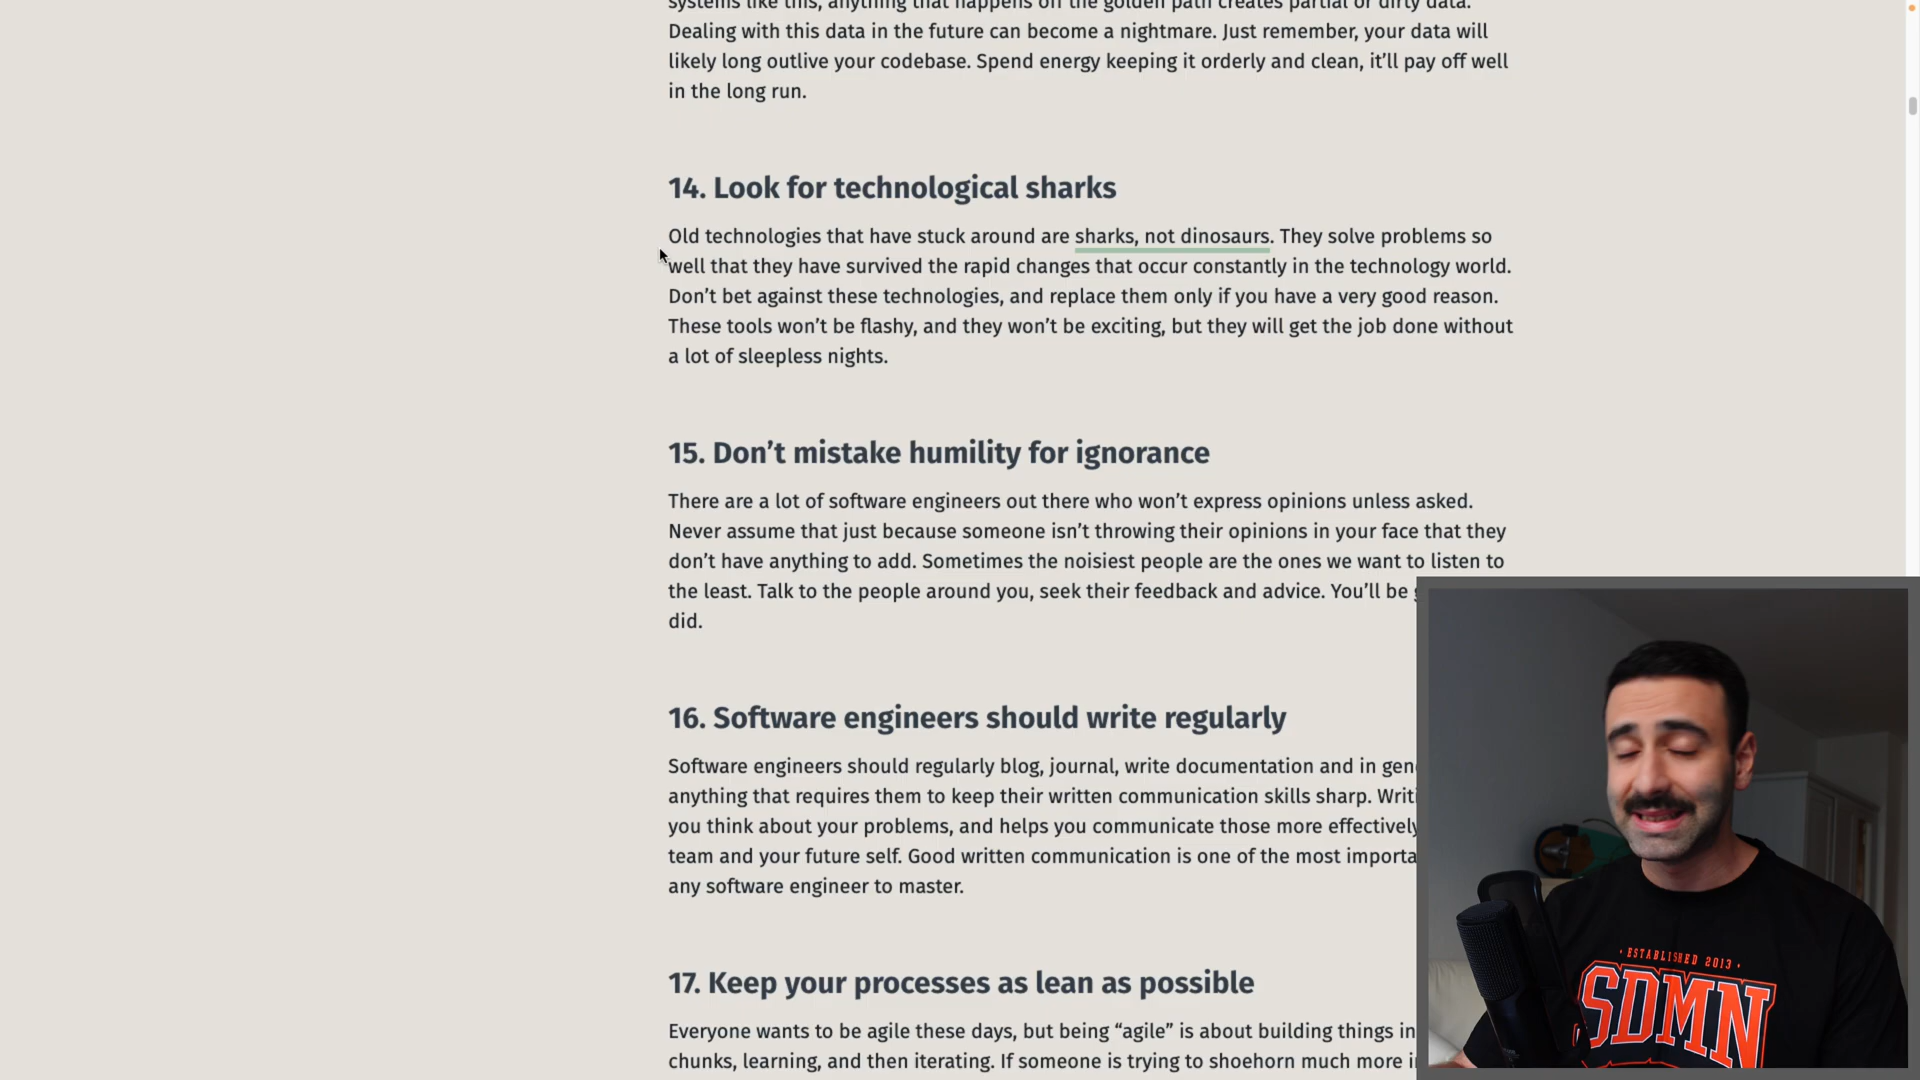 systems like this, anything that happens off the golden path creates partial or dirty data.
Dealing with this data in the future can become a nightmare. Just remember, your data will
likely long outlive your codebase. Spend energy keeping it orderly and clean, it’ll pay off well
in the long run.
14. Look for technological sharks
Old technologies that have stuck around are sharks, not dinosaurs. They solve problems so
well that they have survived the rapid changes that occur constantly in the technology world.
Don’t bet against these technologies, and replace them only if you have a very good reason.
These tools won’t be flashy, and they won’t be exciting, but they will get the job done without
a lot of sleepless nights.
15. Don’t mistake humility for ignorance
There are a lot of software engineers out there who won’t express opinions unless asked.
Never assume that just because someone isn’t throwing their opinions in your face that they
don’t have anything to add. Sometimes the noisiest people are the ones we want to listen to
the least. Talk to the people around you, seek their feedback and advice. You’ll be
did.
16. Software engineers should write regularly
Software engineers should regularly blog, journal, write documentation and in
anything that requires them to keep their written communication skills sharp.
you think about your problems, and helps you communicate those more effectively
team and your future self. Good written communication is one of the most
any software engineer to master.
17. Keep your processes as lean as possible
Everyone wants to be agile these days, but being “agile” is about building things in
chunks, learning, and then iterating. If someone is trying to shoehorn much more
· ESTABLISHED 2013 ·
SDMN